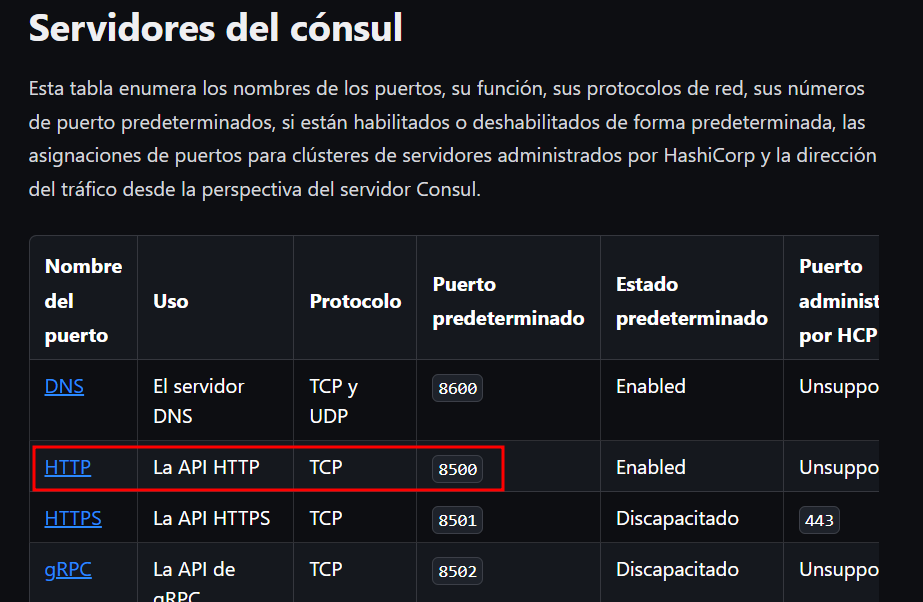 Servidores del cónsul
Esta tabla enumera los nombres de los puertos, su función, sus protocolos de red, sus números
de puerto predeterminados, si están habilitados o deshabilitados de forma predeterminada, las
asignaciones de puertos para clústeres de servidores administrados por HashiCorp y la dirección
del tráfico desde la perspectiva del servidor Consul.
Nombre del puerto Uso Protocolo Puerto predeterminado Estado predeterminado Puerto administ por HCP
DNS El servidor DNS TCP y UDP 8600 Enabled Unsuppo
HTTP La API HTTP TCP 8500 Enabled Unsuppo
HTTPS La API HTTPS TCP 8501 Discapacitado 443
gRPC La API de gRPC TCP 8502 Discapacitado Unsuppo